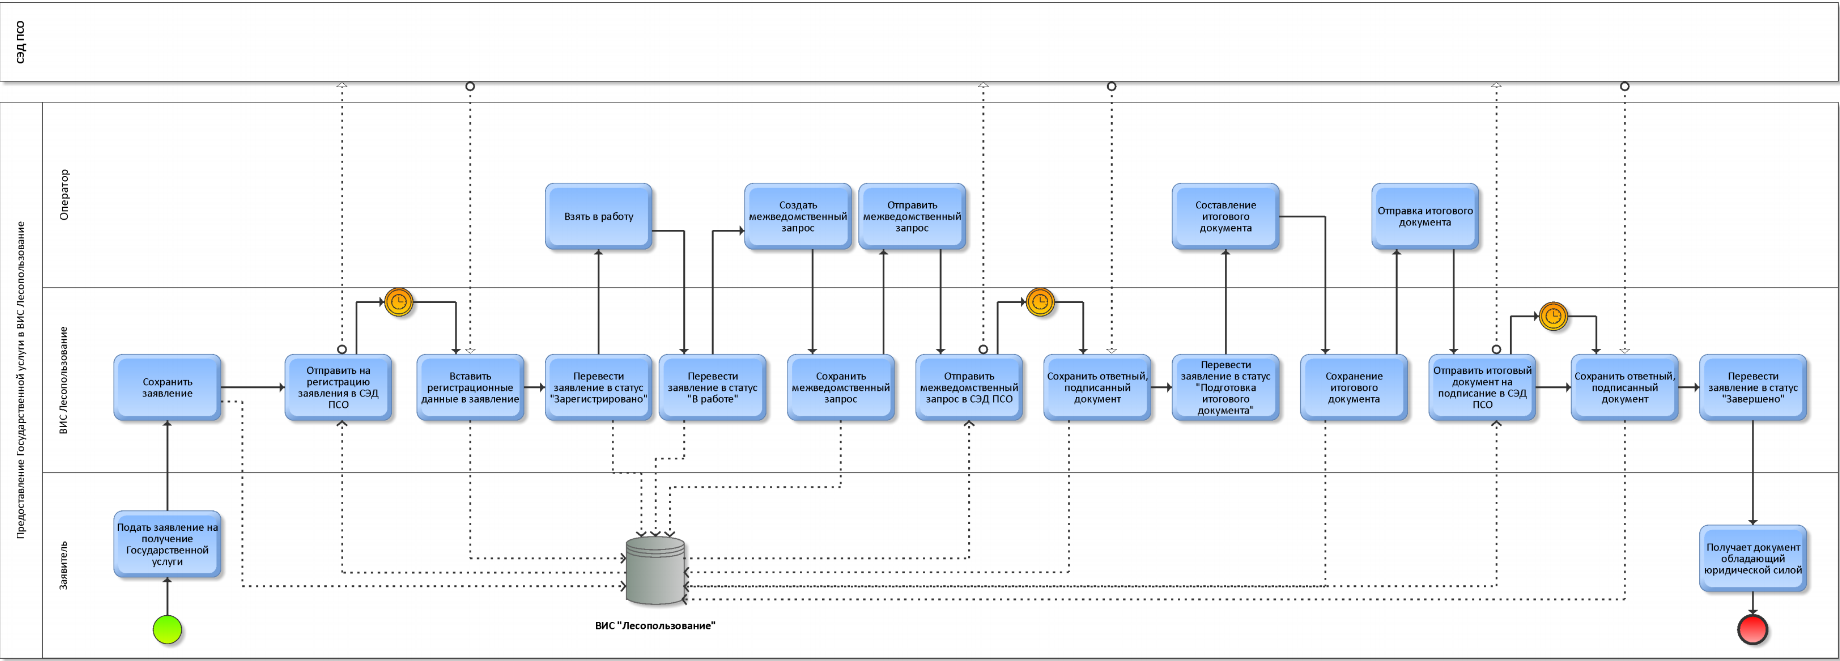 СЭД ПСО
Предоставление Государственной услуги в ВИС Лесопользование
Оператор
Взять в работу
Создать
межведомственный
запрос
Отправить
межведомственный
запрос
Составление
итогового
документа
Отправка итогового
документа
ВИС Лесопользование
Сохранить
заявление
Отправить на
регистрацию
заявления в СЭД
ПСО
Вставить
регистрационные
данные в заявление
Перевести
заявление в статус
"Зарегистрировано"
Перевести
заявление в статус
"В работе"
Сохранить
межведомственный
запрос
Отправить
межведомственный
запрос в СЭД ПСО
Сохранить ответный,
подписанный
документ
Перевести
заявление в статус
"Подготовка
итогового
документа"
Сохранение
итогового
документа
Отправить итоговый
документ на
подписание в СЭД
ПСО
Сохранить ответный,
подписанный
документ
Перевести
заявление в статус
"Завершено"
Заявитель
Подать заявление на
получение
Государственной
услуги
ВИС "Лесопользование"
Получает документ
обладающий
юридической силой